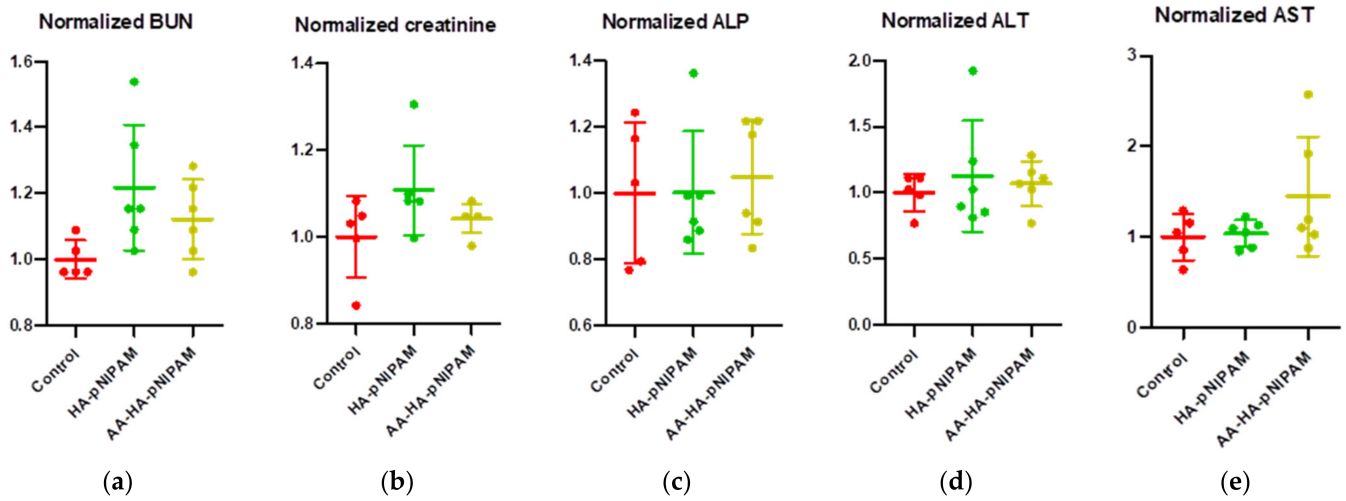 Normalized BUN
1.6
1.4
1.2
1.0
0.8
Control
HA-pNIPAM
AA-HA-pNIPAM
(a)
Normalized creatinine
1.4
1.2
1.0
0.8
Control
HA-pNIPAM
AA-HA-pNIPAM
(b)
Normalized ALP
1.4
1.2
1.0
0.8
0.6
Control
HA-pNIPAM
AA-HA-pNIPAM
(c)
Normalized ALT
2.0
1.5
1.0
0.5
0.0
Control
HA-pNIPAM
AA-HA-pNIPAM
(d)
Normalized AST
3
2
1
0
Control
HA-pNIPAM
AA-HA-pNIPAM
(e)